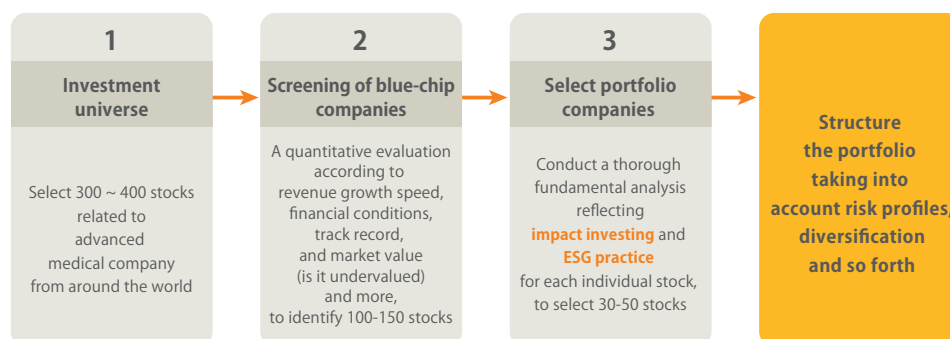 1
Investment
universe
Select 300 ~ 400 stocks
related to
advanced
medical company
from around the world
2
Screening of blue-chip
companies
A quantitative evaluation
according to
revenue growth speed,
financial conditions,
track record,
and market value
(is it undervalued)
and more,
to identify 100-150 stocks
3
Select portfolio
companies
Conduct a thorough
fundamental analysis
reflecting
impact investing and
ESG practice
for each individual stock,
to select 30-50 stocks
Structure
the portfolio
taking into
account risk profiles,
diversification
and so forth